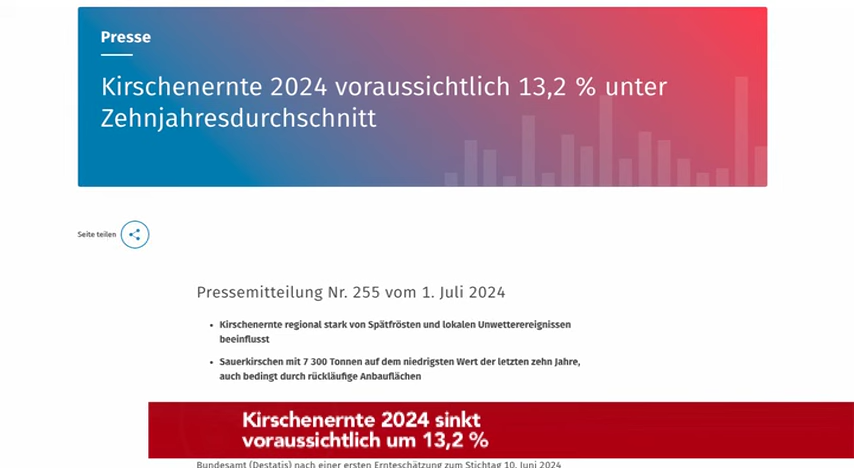 Presse
Kirschenernte 2024 voraussichtlich 13,2 % unter
Zehnjahresdurchschnitt
Seite teilen
Pressemitteilung Nr. 255 vom 1. Juli 2024
• Kirschenernte regional stark von Spätfrösten und lokalen Unwetterereignissen
beeinflusst
• Sauerkirschen mit 7 300 Tonnen auf dem niedrigsten Wert der letzten zehn Jahre,
auch bedingt durch rückläufige Anbauflächen
Kirschenernte 2024 sinkt
voraussichtlich um 13,2 %
Bundesamt (Destatis) nach einer ersten Ernteschätzung zum Stichtag 10. Juni 2024